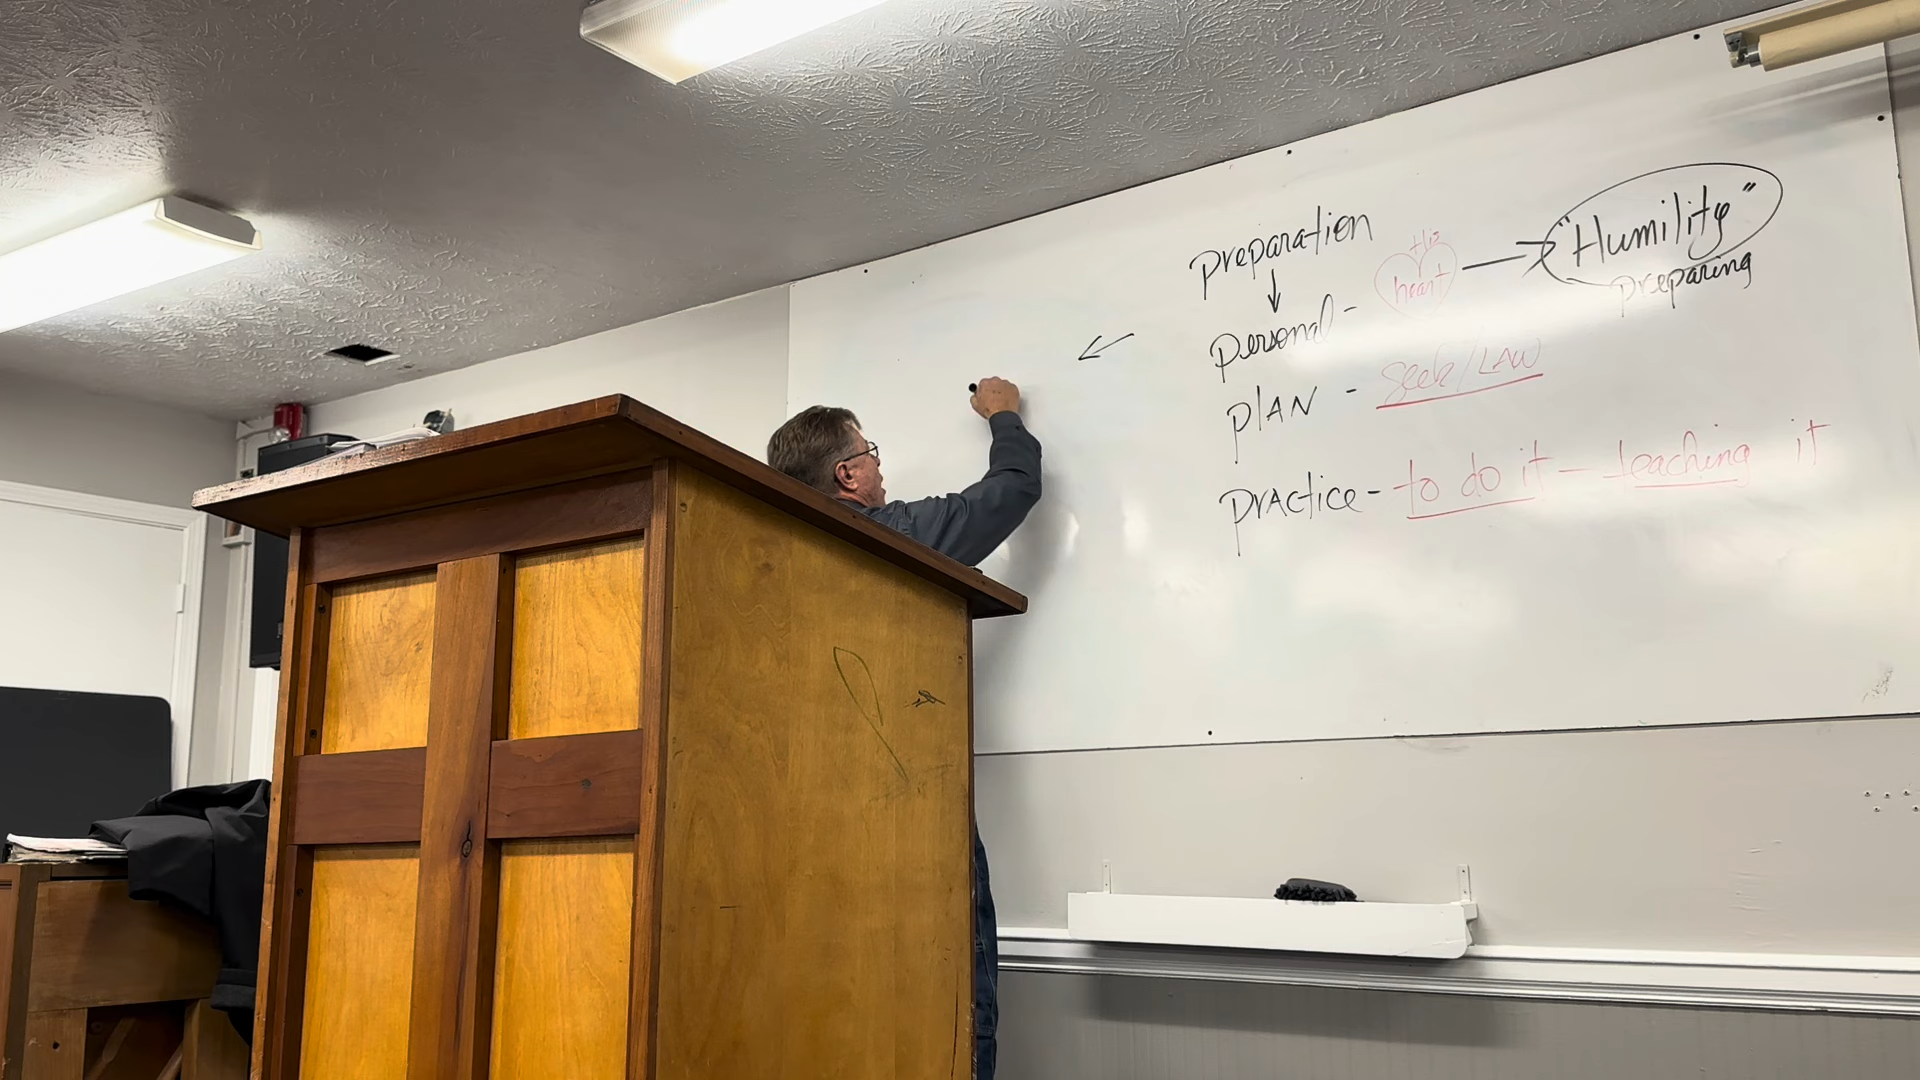 preparation
His
personal - heart → "Humility"
preparing
plAN - Seek/LAW
prActice - to do it - teaching it